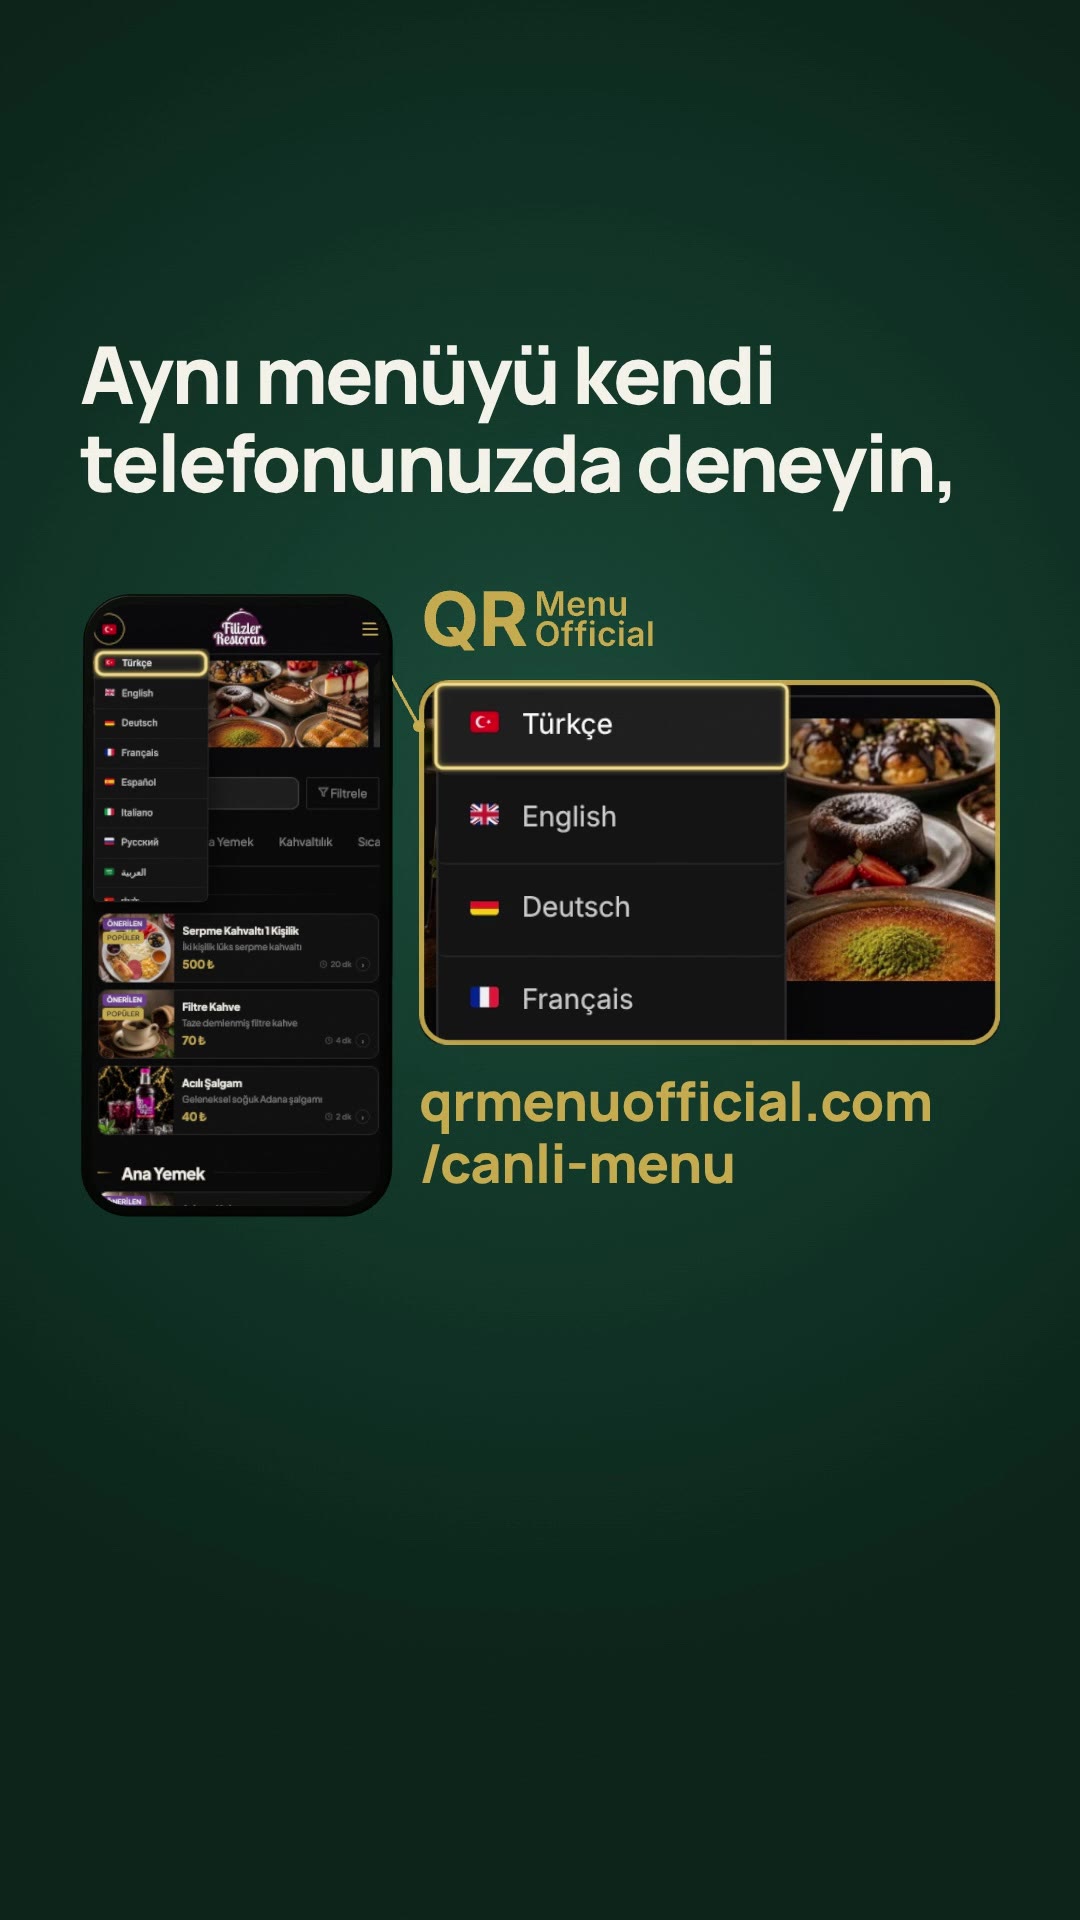 Aynı menüyü kendi
telefonunuzda deneyin,
QR Menu
Official
Filizler
Restoran
Türkçe
English
Deutsch
Français
Español
Italiano
Русский
العربية
Filtrele
a Yemek Kahvaltılık Sıca
ÖNERİLEN
POPÜLER
Serpme Kahvaltı 1 Kişilik
İki kişilik lüks serpme kahvaltı
500 ₺
20 dk
ÖNERİLEN
POPÜLER
Filtre Kahve
Taze demlenmiş filtre kahve
70 ₺
4 dk
Acılı Şalgam
Geleneksel soğuk Adana şalgamı
40 ₺
2 dk
Ana Yemek
ÖNERİLEN
Türkçe
English
Deutsch
Français
qrmenuofficial.com
/canli-menu